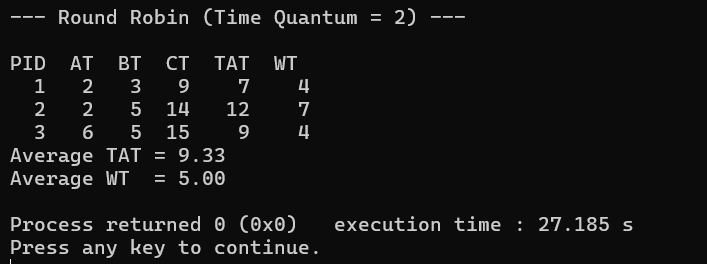 --- Round Robin (Time Quantum = 2) ---
PID  AT  BT  CT  TAT  WT
  1   2   3   9    7    4
  2   2   5  14   12    7
  3   6   5  15    9    4
Average TAT = 9.33
Average WT  = 5.00
Process returned 0 (0x0)   execution time : 27.185 s
Press any key to continue.